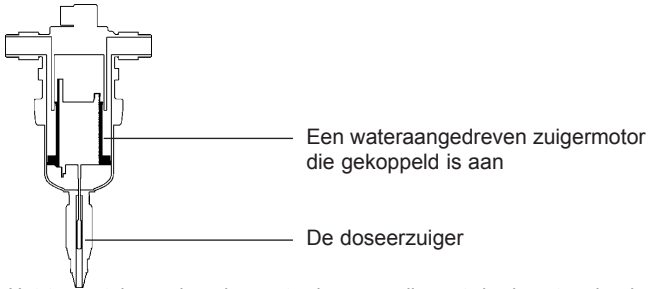 Een wateraangedreven zuigermotor
die gekoppeld is aan
De doseerzuiger